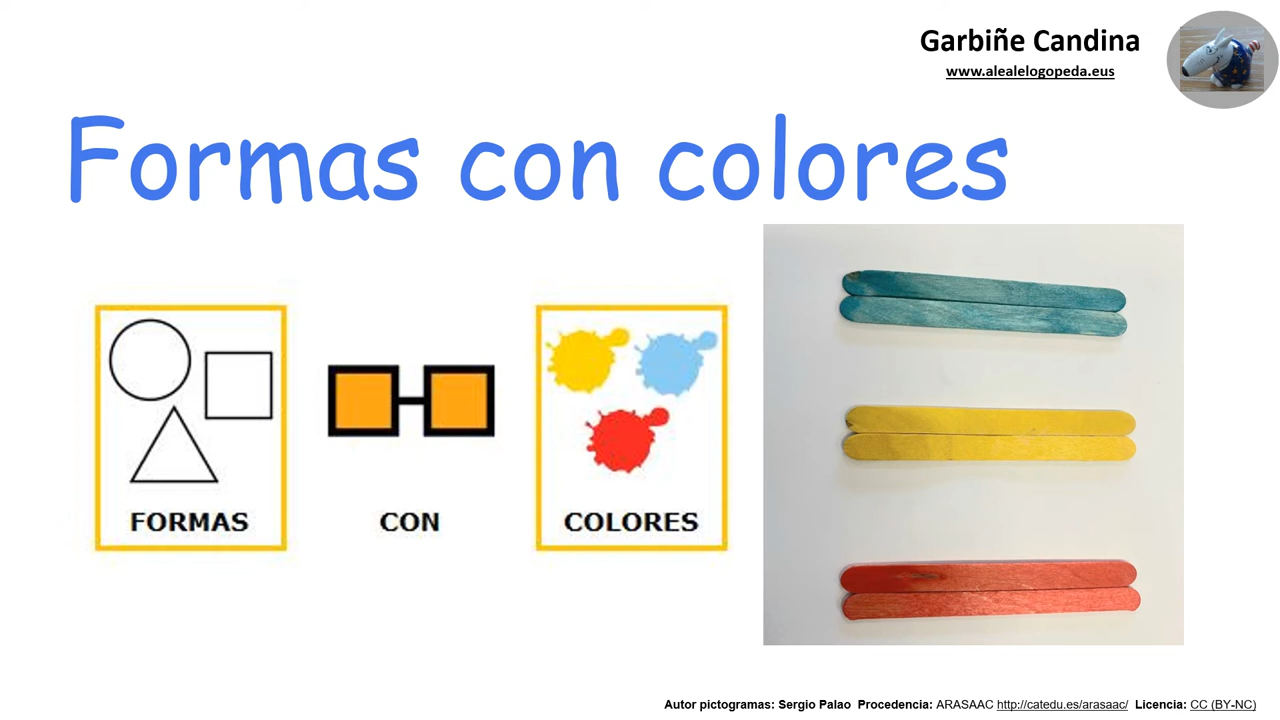 Garbiñe Candina
www.alealelogopeda.eus
Formas con colores
FORMAS
CON
COLORES
Autor pictogramas: Sergio Palao Procedencia: ARASAAC http://catedu.es/arasaac/ Licencia: CC (BY-NC)